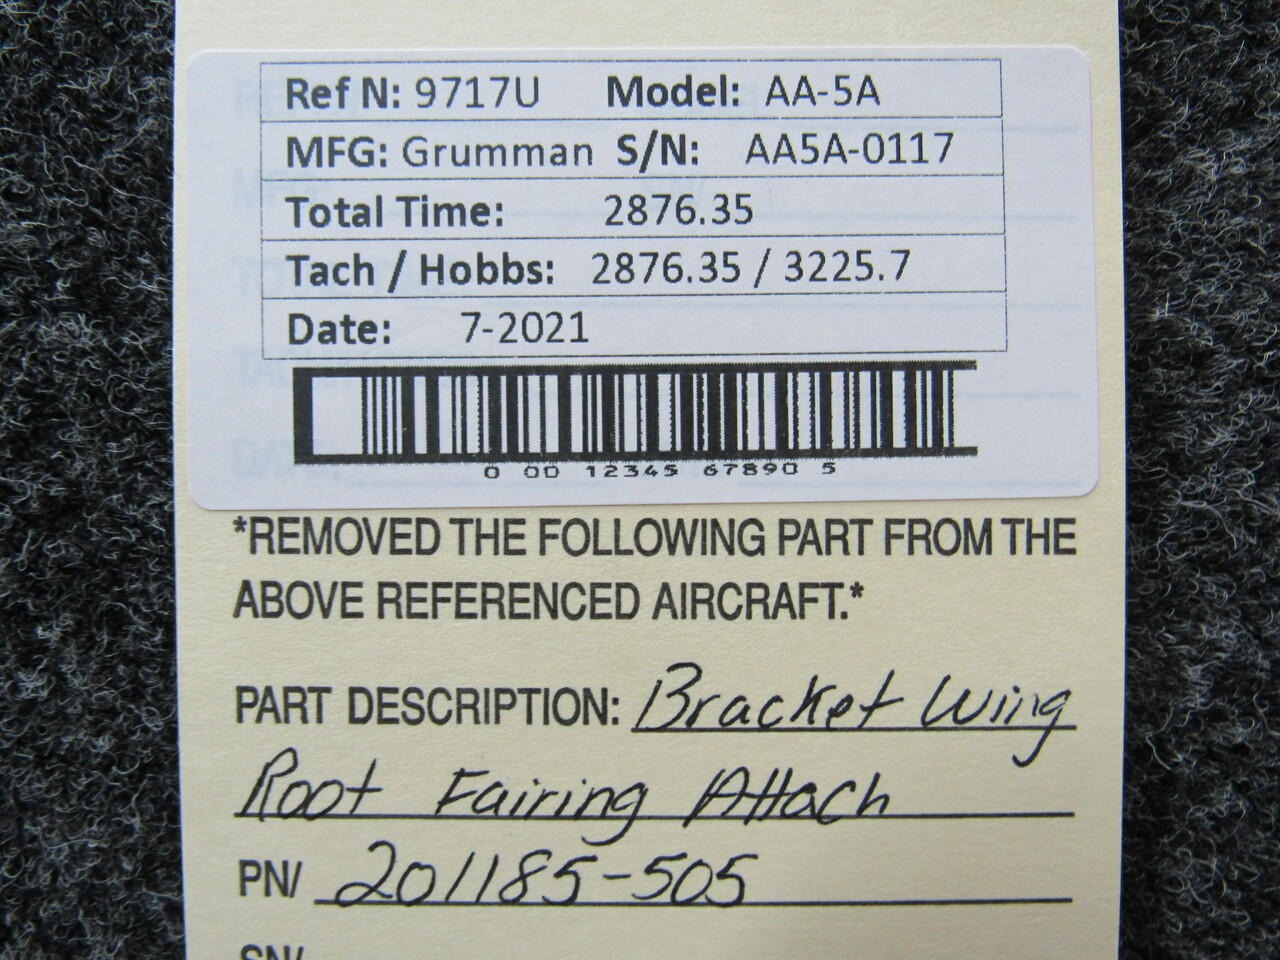 Ref N: 9717U Model: AA-5A
MFG: Grumman S/N: AA5A-0117
Total Time: 2876.35
Tach / Hobbs: 2876.35 / 3225.7
Date: 7-2021
0 00 12345 67890 5
*REMOVED THE FOLLOWING PART FROM THE
ABOVE REFERENCED AIRCRAFT.*
PART DESCRIPTION: Bracket Wing
Root Fairing Attach
PN/ 201185-505
SN/